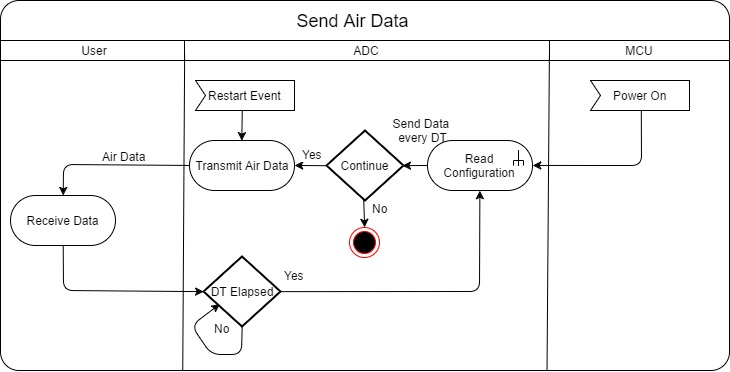 Send Air Data
User
ADC
MCU
Restart Event
Power On
Send Data
every DT
Air Data
Transmit Air Data
Yes
Continue
Read
Configuration
No
Receive Data
DT Elapsed
Yes
No